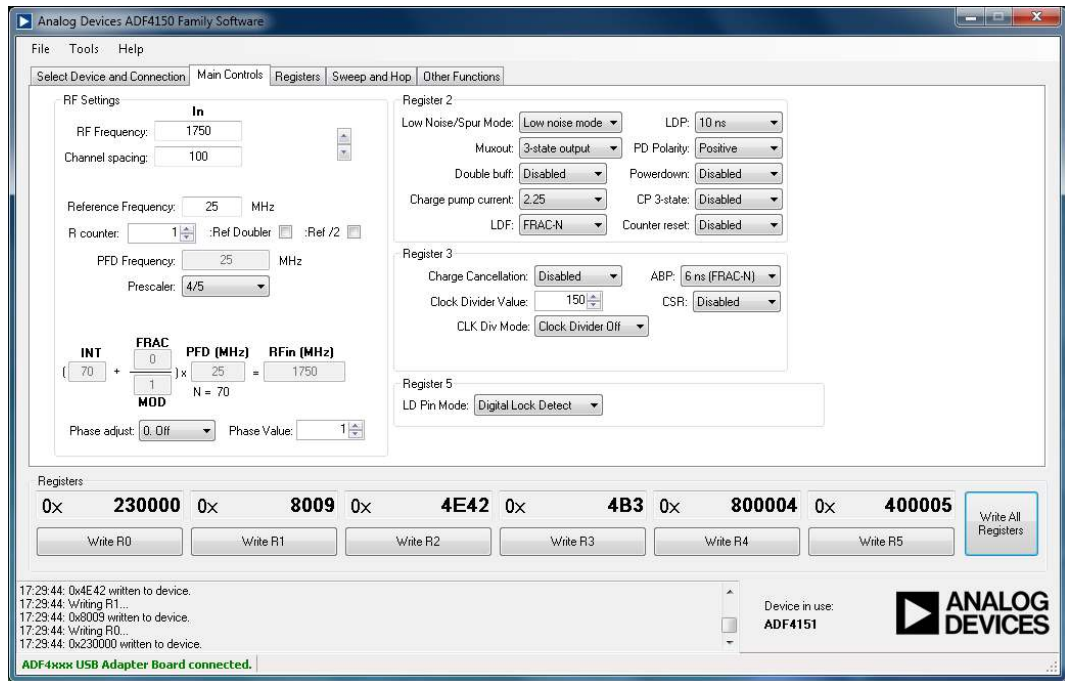 Analog Devices ADF4150 Family Software
File Tools Help
Select Device and Connection Main Controls Registers Sweep and Hop Other Functions
RF Settings
In
RF Frequency: 1750
Channel spacing: 100
Reference Frequency: 25 MHz
R counter: 1 :Ref Doubler :Ref /2
PFD Frequency: 25 MHz
Prescaler: 4/5
INT FRAC PFD (MHz) RFin (MHz)
( 70 + 0 ) x 25 = 1750
1
MOD
N = 70
Phase adjust: 0. Off Phase Value: 1
Register 2
Low Noise/Spur Mode: Low noise mode LDP: 10 ns
Muxout: 3-state output PD Polarity: Positive
Double buff: Disabled Powerdown: Disabled
Charge pump current: 2.25 CP 3-state: Disabled
LDF: FRAC-N Counter reset: Disabled
Register 3
Charge Cancellation: Disabled ABP: 6 ns (FRAC-N)
Clock Divider Value: 150 CSR: Disabled
CLK Div Mode: Clock Divider Off
Register 5
LD Pin Mode: Digital Lock Detect
Registers
0x 230000 0x 8009 0x 4E42 0x 4B3 0x 800004 0x 400005
Write R0 Write R1 Write R2 Write R3 Write R4 Write R5
Write All
Registers
17:29:44: 0x4E42 written to device.
17:29:44: Writing R1...
17:29:44: 0x8009 written to device.
17:29:44: Writing R0...
17:29:44: 0x230000 written to device.
Device in use:
ADF4151
ANALOG
DEVICES
ADF4xxx USB Adapter Board connected.